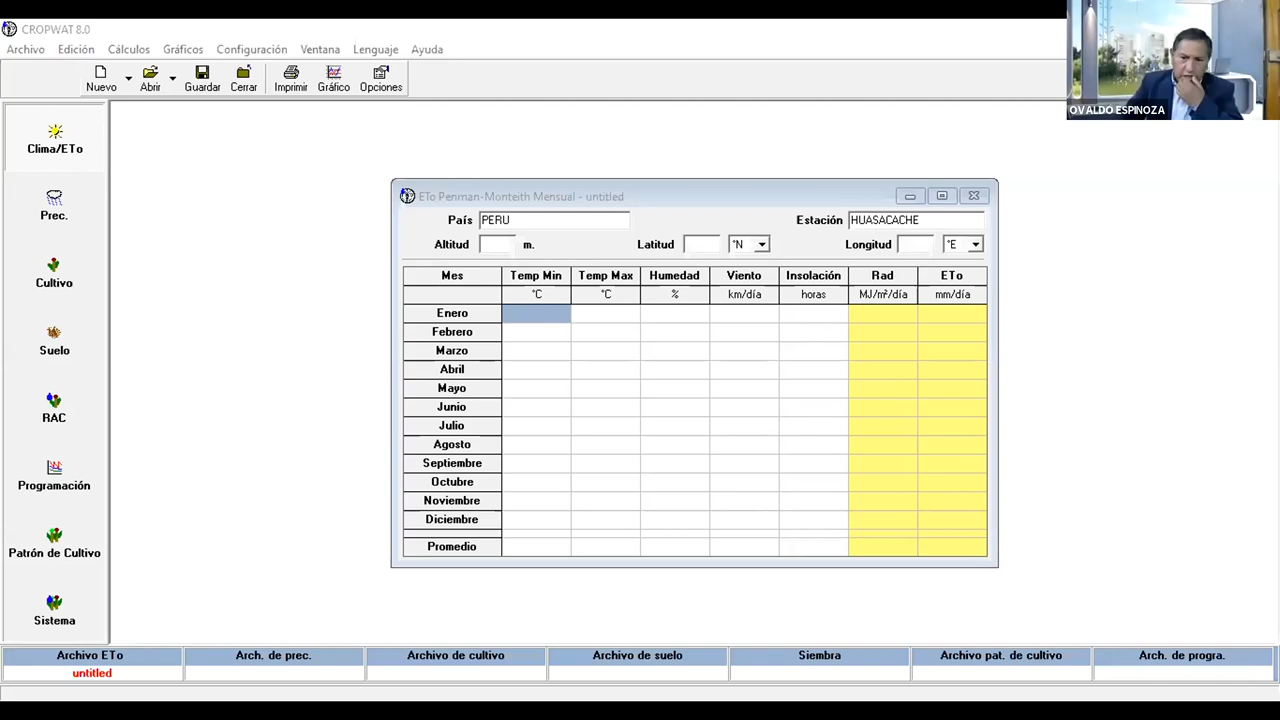 CROPWAT 8.0
Archivo Edición Cálculos Gráficos Configuración Ventana Lenguaje Ayuda
Nuevo Abrir Guardar Cerrar Imprimir Gráfico Opciones
OVALDO ESPINOZA
Clima/ETo
Prec.
Cultivo
Suelo
RAC
Programación
Patrón de Cultivo
Sistema
ETo Penman-Monteith Mensual - untitled
País PERU Estación HUASACACHE
Altitud m. Latitud °N Longitud °E
Mes Temp Min Temp Max Humedad Viento Insolación Rad ETo
°C °C % km/día horas MJ/m²/día mm/día
Enero
Febrero
Marzo
Abril
Mayo
Junio
Julio
Agosto
Septiembre
Octubre
Noviembre
Diciembre
Promedio
Archivo ETo Arch. de prec. Archivo de cultivo Archivo de suelo Siembra Archivo pat. de cultivo Arch. de progra.
untitled